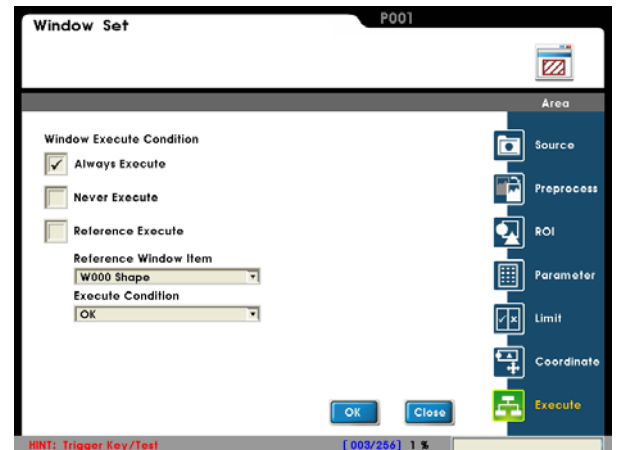 Window Set
P001
Area
Window Execute Condition
Always Execute
Never Execute
Reference Execute
Reference Window Item
W000 Shape
Execute Condition
OK
Source
Preprocess
ROI
Parameter
Limit
Coordinate
Execute
OK
Close
HINT: Trigger Key/Test
[003/256] 1 %